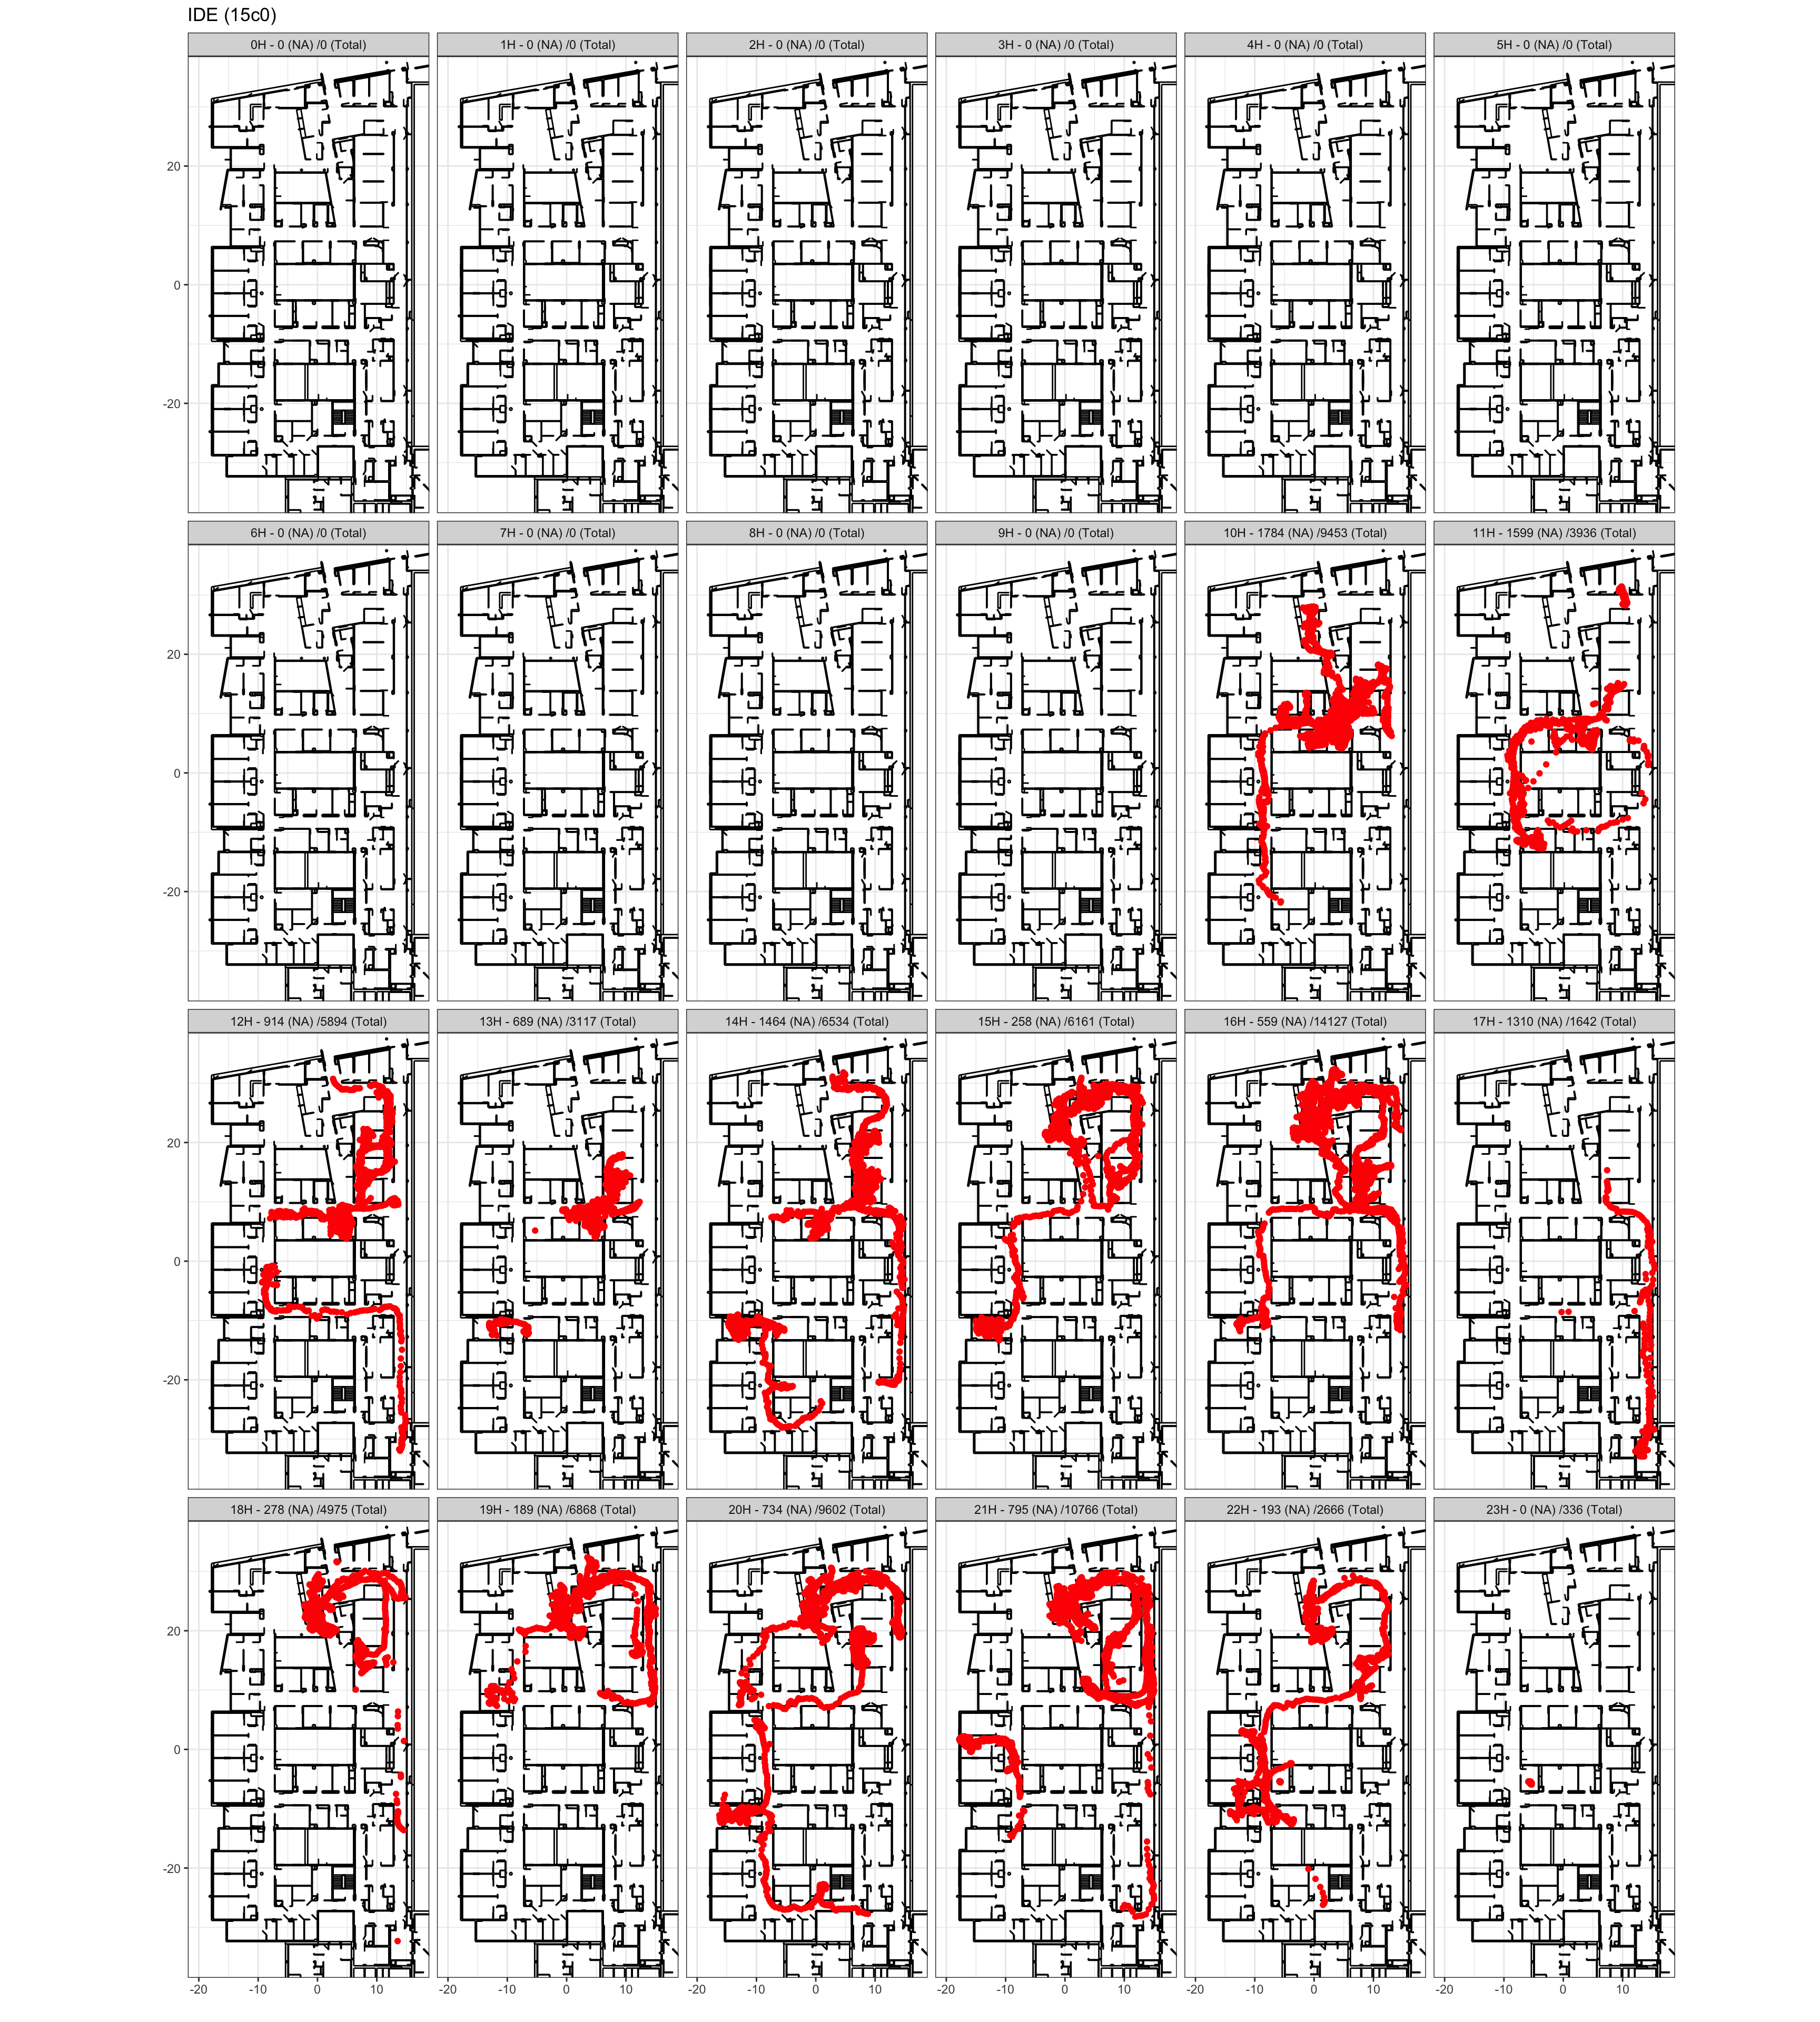 IDE (15c0)
0H - 0 (NA) /0 (Total)
1H - 0 (NA) /0 (Total)
2H - 0 (NA) /0 (Total)
3H - 0 (NA) /0 (Total)
4H - 0 (NA) /0 (Total)
5H - 0 (NA) /0 (Total)
20
0
-20
6H - 0 (NA) /0 (Total)
7H - 0 (NA) /0 (Total)
8H - 0 (NA) /0 (Total)
9H - 0 (NA) /0 (Total)
10H - 1784 (NA) /9453 (Total)
11H - 1599 (NA) /3936 (Total)
20
0
-20
12H - 914 (NA) /5894 (Total)
13H - 689 (NA) /3117 (Total)
14H - 1464 (NA) /6534 (Total)
15H - 258 (NA) /6161 (Total)
16H - 559 (NA) /14127 (Total)
17H - 1310 (NA) /1642 (Total)
20
0
-20
18H - 278 (NA) /4975 (Total)
19H - 189 (NA) /6868 (Total)
20H - 734 (NA) /9602 (Total)
21H - 795 (NA) /10766 (Total)
22H - 193 (NA) /2666 (Total)
23H - 0 (NA) /336 (Total)
20
0
-20
-20 -10 0 10
-20 -10 0 10
-20 -10 0 10
-20 -10 0 10
-20 -10 0 10
-20 -10 0 10